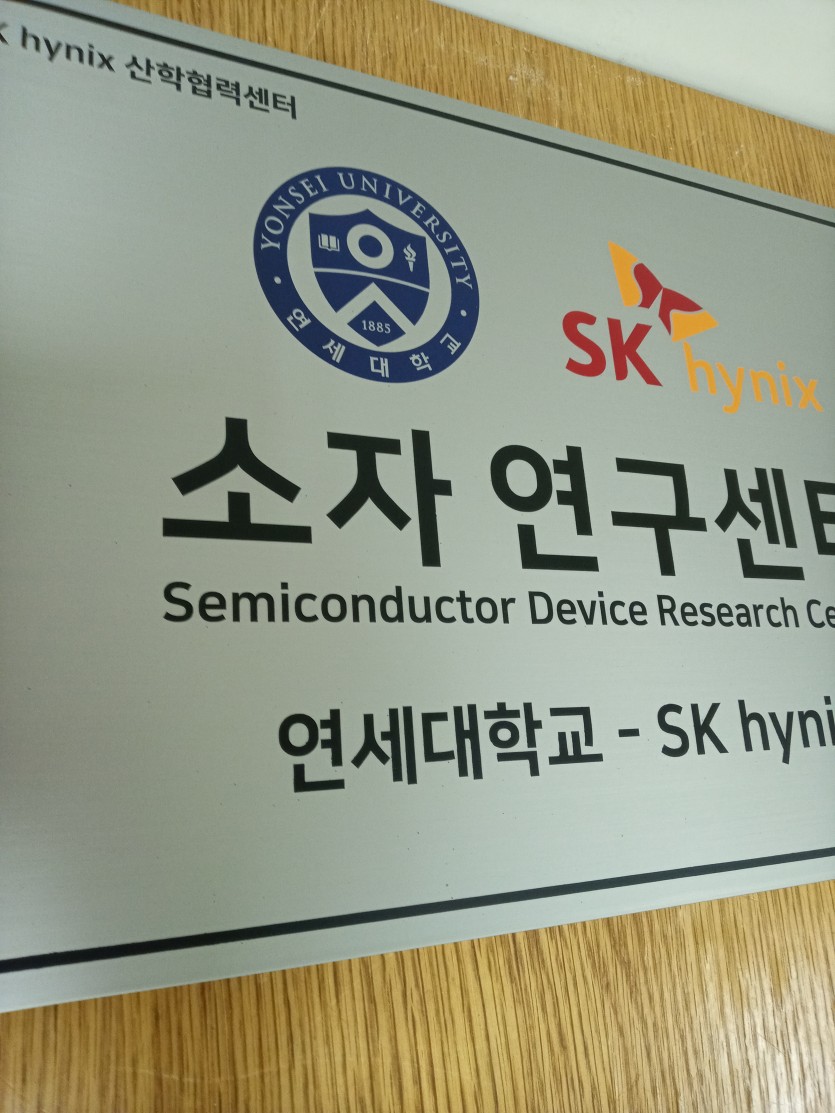 K hynix 산학협력센터
YONSEI UNIVERSITY
1885
연세대학교
SK hynix
소자 연구센터
Semiconductor Device Research Ce
연세대학교 - SK hyni